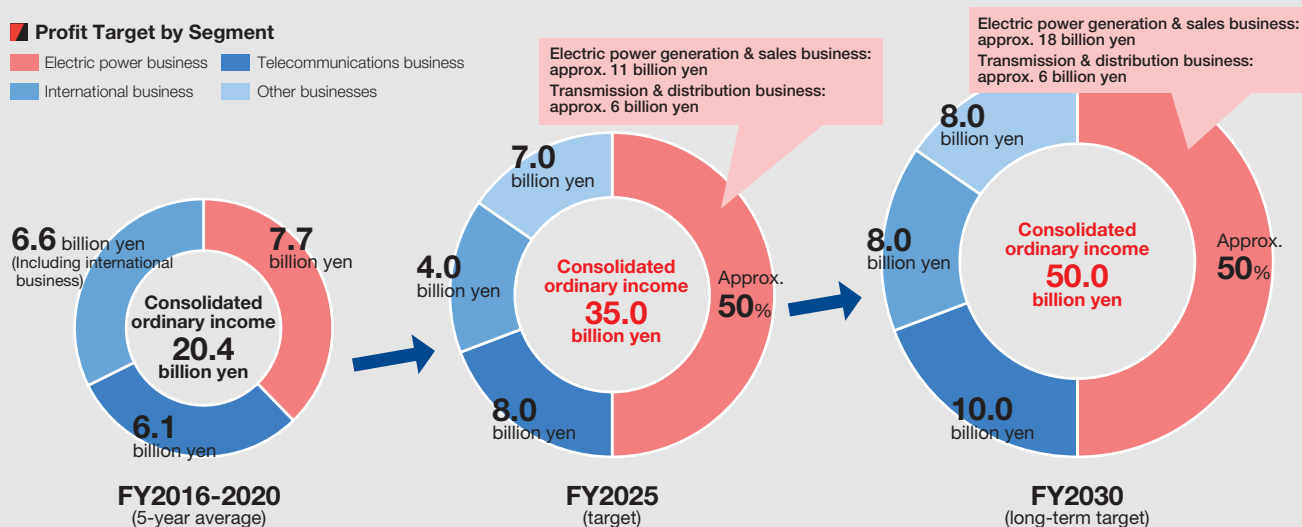 Profit Target by Segment
Electric power business
Telecommunications business
International business
Other businesses
6.6 billion yen
(Including international
business)
7.7
billion yen
6.1
billion yen
Consolidated
ordinary income
20.4
billion yen
FY2016-2020
(5-year average)
Electric power generation & sales business:
approx. 11 billion yen
Transmission & distribution business:
approx. 6 billion yen
7.0
billion yen
4.0
billion yen
8.0
billion yen
Consolidated
ordinary income
35.0
billion yen
Approx.
50%
FY2025
(target)
Electric power generation & sales business:
approx. 18 billion yen
Transmission & distribution business:
approx. 6 billion yen
8.0
billion yen
8.0
billion yen
10.0
billion yen
Consolidated
ordinary income
50.0
billion yen
Approx.
50%
FY2030
(long-term target)